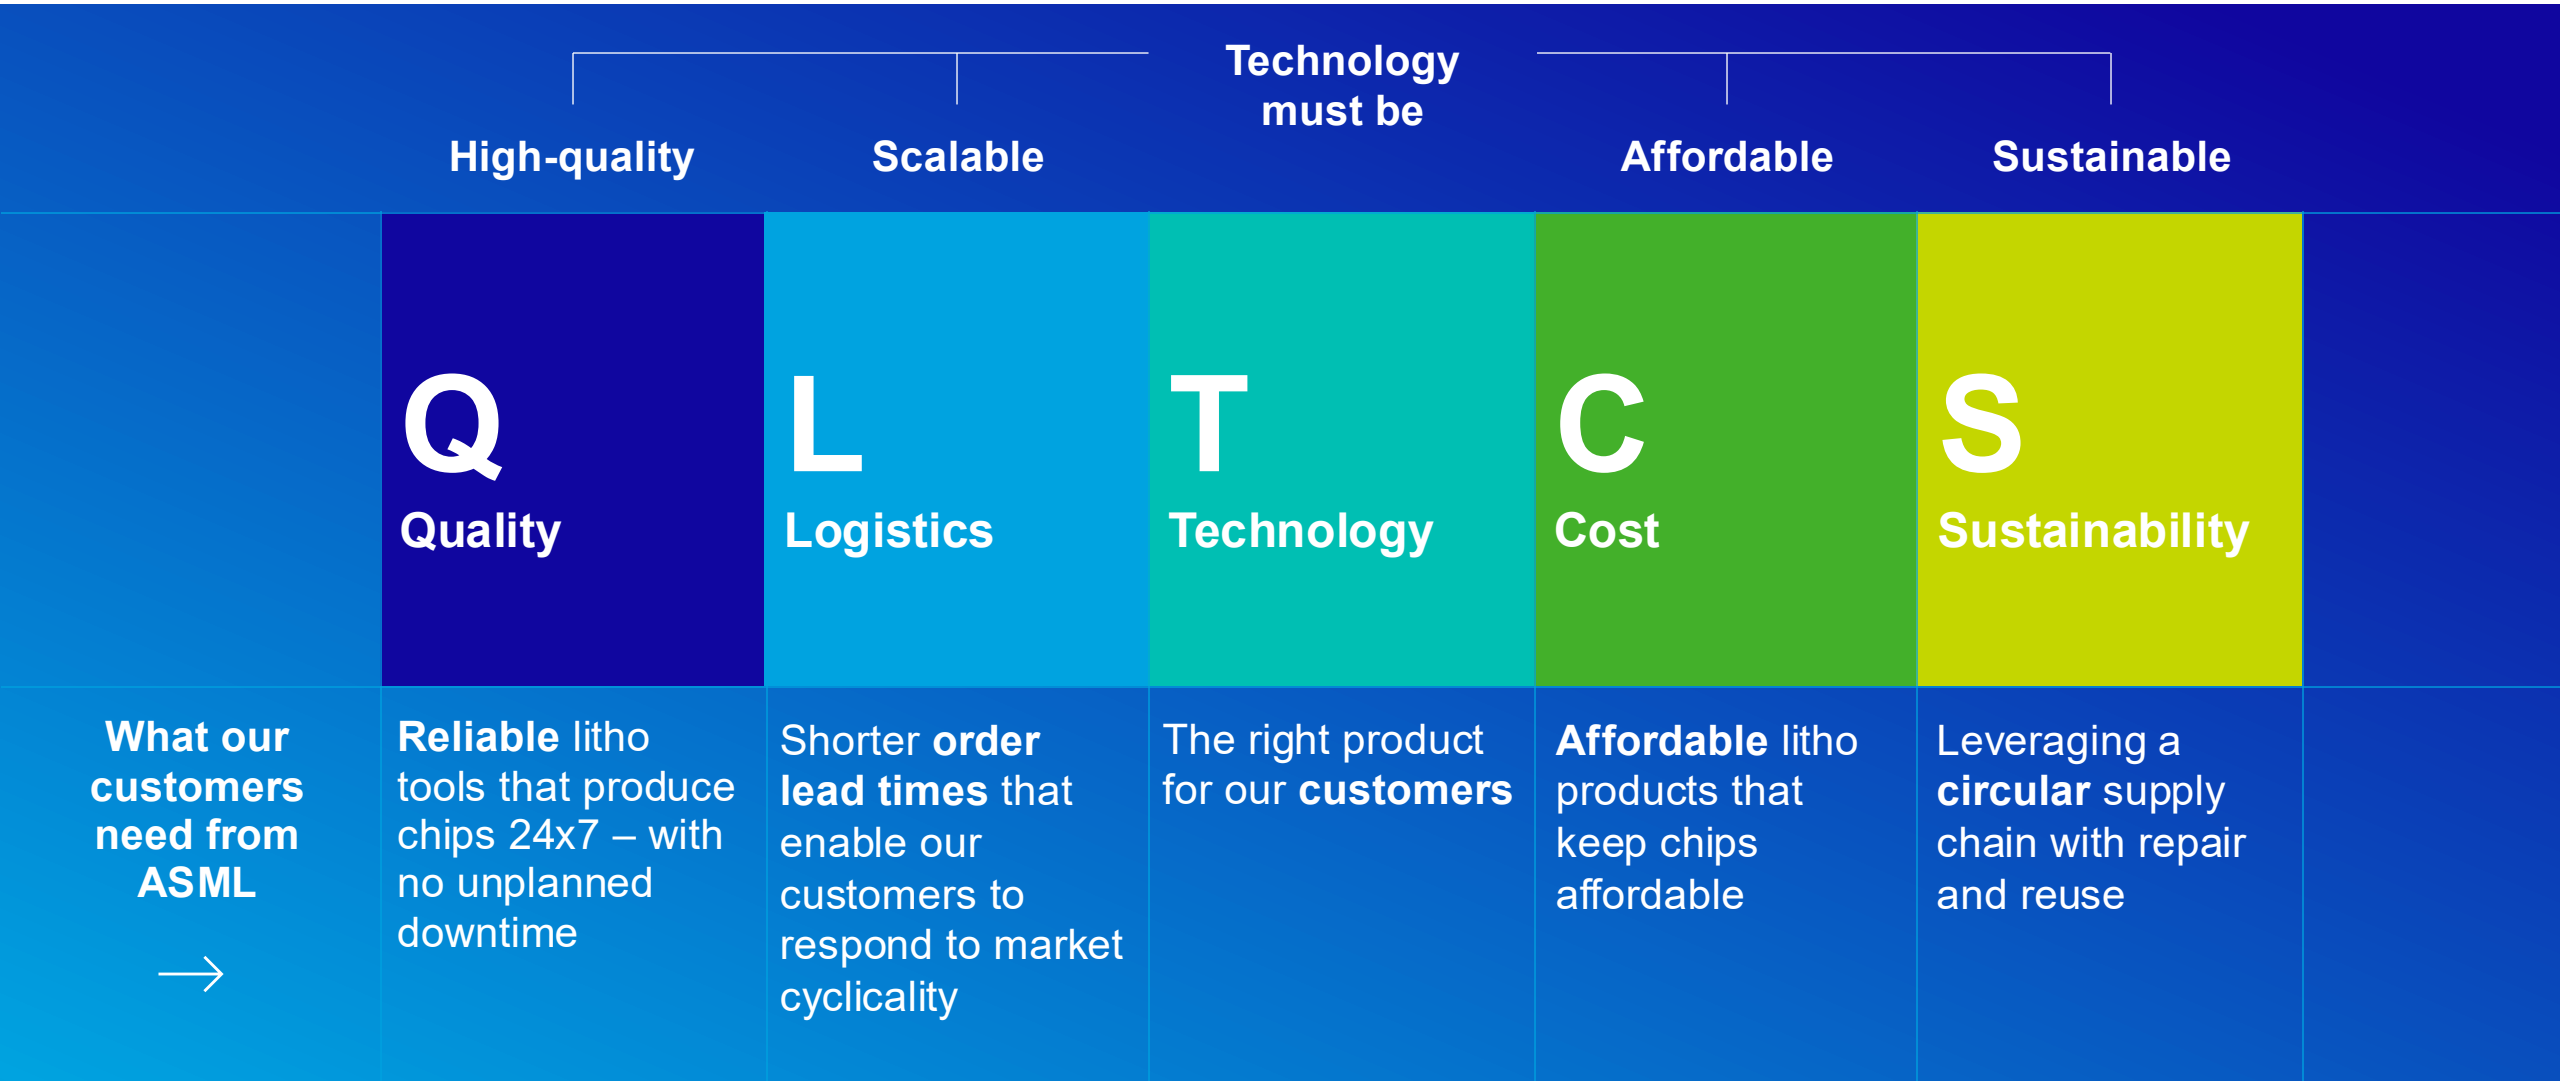 Technology
must be
High-quality
Scalable
Affordable
Sustainable
Q
Quality
L
Logistics
T
Technology
C
Cost
S
Sustainability
What our
customers
need from
ASML
Reliable litho
tools that produce
chips 24x7 – with
no unplanned
downtime
Shorter order
lead times that
enable our
customers to
respond to market
cyclicality
The right product
for our customers
Affordable litho
products that
keep chips
affordable
Leveraging a
circular supply
chain with repair
and reuse